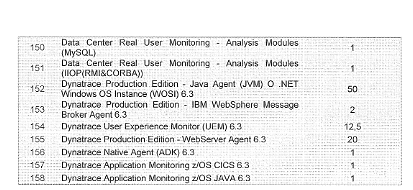 150 Data Center Real User Monitoring - Analysis Modules 1
(MySQL)
151 Data Center Real User Monitoring - Analysis Modules 1
(IIOP(RMI&CORBA))
152 Dynatrace Production Edition - Java Agent (JVM) O .NET 50
Windows OS Instance (WOSI) 6.3
153 Dynatrace Production Edition - IBM WebSphere Message 2
Broker Agent 6.3
154 Dynatrace User Experience Monitor (UEM) 6.3 12,5
155 Dynatrace Production Edition - WebServer Agent 6.3 20
156 Dynatrace Native Agent (ADK) 6.3 1
157 Dynatrace Application Monitoring z/OS CICS 6.3 1
158 Dynatrace Application Monitoring z/OS JAVA 6.3 1